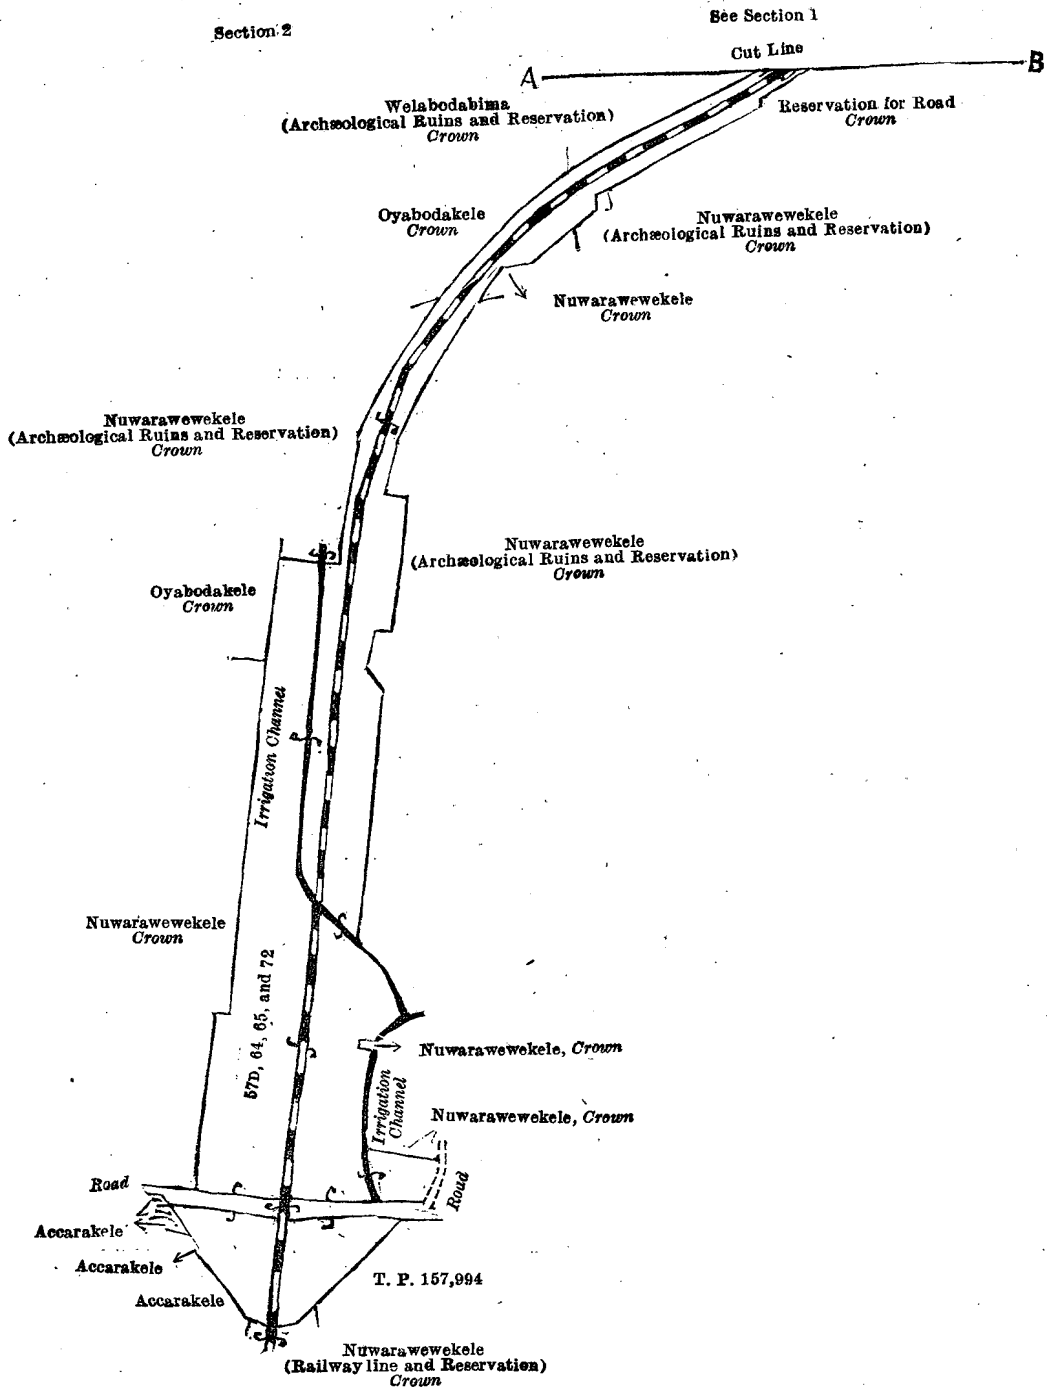 Section 2
See Section 1
Cut Line
A
B
Welabodabima
(Archæological Ruins and Reservation)
Crown
Reservation for Road
Crown
Oyabodakele
Crown
Nuwarawewekele
(Archæological Ruins and Reservation)
Crown
Nuwarawewekele
Crown
Nuwarawewekele
(Archæological Ruins and Reservation)
Crown
Nuwarawewekele
(Archæological Ruins and Reservation)
Crown
Oyabodakele
Crown
Irrigation Channel
Nuwarawewekele
Crown
57D, 64, 65, and 72
Nuwarawewekele, Crown
Irrigation
Channel
Nuwarawewekele, Crown
Road
Road
Accarakele
Accarakele
Accarakele
T. P. 157,994
Nuwarawewekele
(Railway line and Reservation)
Crown